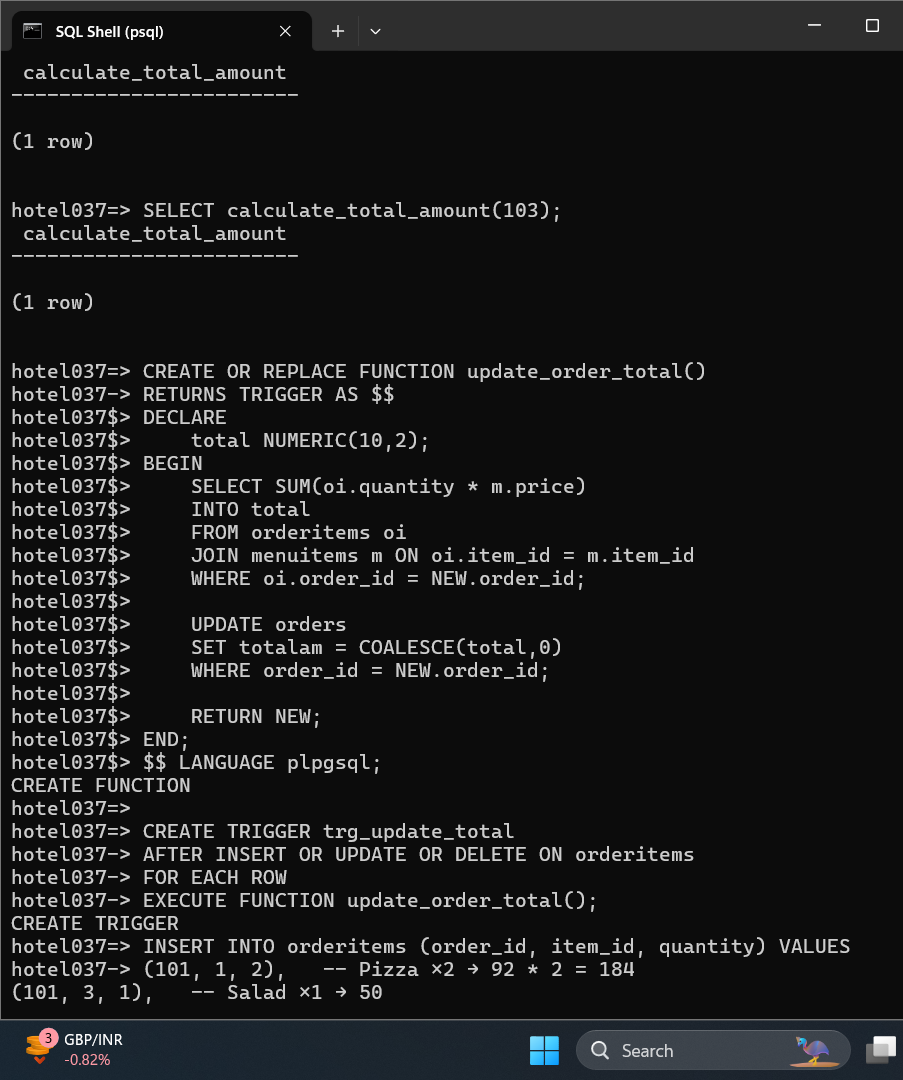 SQL Shell (psql)
 calculate_total_amount
------------------------

(1 row)


hotel037=> SELECT calculate_total_amount(103);
 calculate_total_amount
------------------------

(1 row)


hotel037=> CREATE OR REPLACE FUNCTION update_order_total()
hotel037-> RETURNS TRIGGER AS $$
hotel037$> DECLARE
hotel037$>     total NUMERIC(10,2);
hotel037$> BEGIN
hotel037$>     SELECT SUM(oi.quantity * m.price)
hotel037$>     INTO total
hotel037$>     FROM orderitems oi
hotel037$>     JOIN menuitems m ON oi.item_id = m.item_id
hotel037$>     WHERE oi.order_id = NEW.order_id;
hotel037$>
hotel037$>     UPDATE orders
hotel037$>     SET totalam = COALESCE(total,0)
hotel037$>     WHERE order_id = NEW.order_id;
hotel037$>
hotel037$>     RETURN NEW;
hotel037$> END;
hotel037$> $$ LANGUAGE plpgsql;
CREATE FUNCTION
hotel037=>
hotel037=> CREATE TRIGGER trg_update_total
hotel037-> AFTER INSERT OR UPDATE OR DELETE ON orderitems
hotel037-> FOR EACH ROW
hotel037-> EXECUTE FUNCTION update_order_total();
CREATE TRIGGER
hotel037=> INSERT INTO orderitems (order_id, item_id, quantity) VALUES
hotel037-> (101, 1, 2),   -- Pizza ×2 → 92 * 2 = 184
(101, 3, 1),   -- Salad ×1 → 50
3
GBP/INR
-0.82%
Search